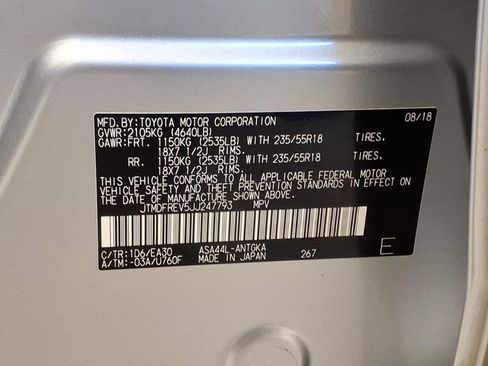 MFD.BY:TOYOTA MOTOR CORPORATION 08/18
GVWR:2105KG (4640LB)
GAWR:FRT. 1150KG (2535LB) WITH 235/55R18 TIRES.
18X7 1/2J RIMS.
RR. 1150KG (2535LB) WITH 235/55R18 TIRES.
18X7 1/2J RIMS.
THIS VEHICLE CONFORMS TO ALL APPLICABLE FEDERAL MOTOR
VEHICLE SAFETY AND THEFT PREVENTION STANDARDS IN EFFECT ON
THE DATE OF MANUFACTURE SHOWN ABOVE.
JTMDFREV5JJ247793 MPV
C/TR:1D6/EA30 ASA44L-ANTGKA
A/TM:-03A/U760F MADE IN JAPAN 267 E